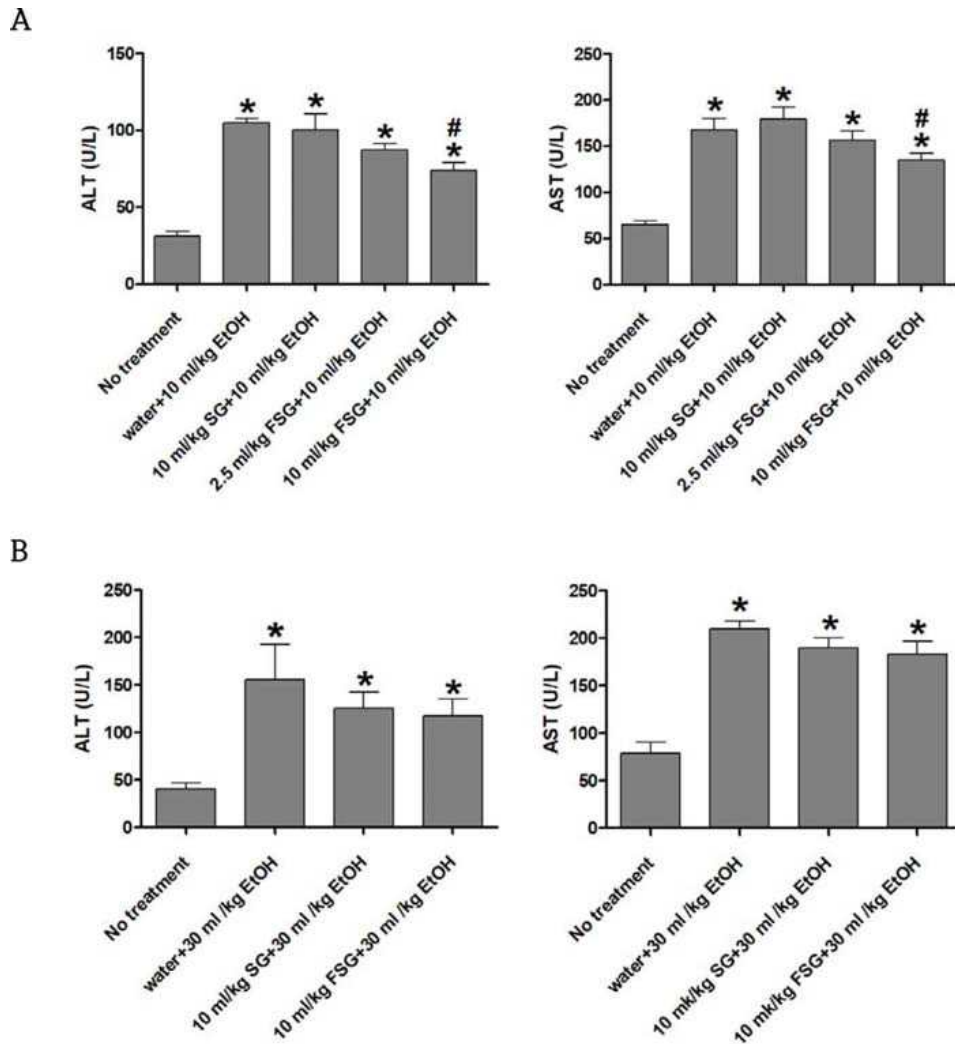 A
150
100
50
0
ALT (U/L)
*
*
*
#
*
No treatment
water+10 ml/kg EtOH
10 ml/kg SG+10 ml/kg EtOH
2.5 ml/kg FSG+10 ml/kg EtOH
10 ml/kg FSG+10 ml/kg EtOH
250
200
150
100
50
0
AST (U/L)
*
*
*
#
*
No treatment
water+10 ml/kg EtOH
10 ml/kg SG+10 ml/kg EtOH
2.5 ml/kg FSG+10 ml/kg EtOH
10 ml/kg FSG+10 ml/kg EtOH
B
250
200
150
100
50
0
ALT (U/L)
*
*
*
No treatment
water+30 ml /kg EtOH
10 ml/kg SG+30 ml /kg EtOH
10 ml/kg FSG+30 ml /kg EtOH
250
200
150
100
50
0
AST (U/L)
*
*
*
No treatment
water+30 ml /kg EtOH
10 mk/kg SG+30 ml /kg EtOH
10 mk/kg FSG+30 ml /kg EtOH